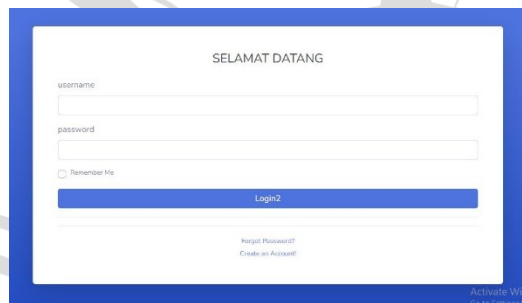 SELAMAT DATANG
username
password
Remember Me
Login2
Forgot Password?
Create an Account!
Activate Wi